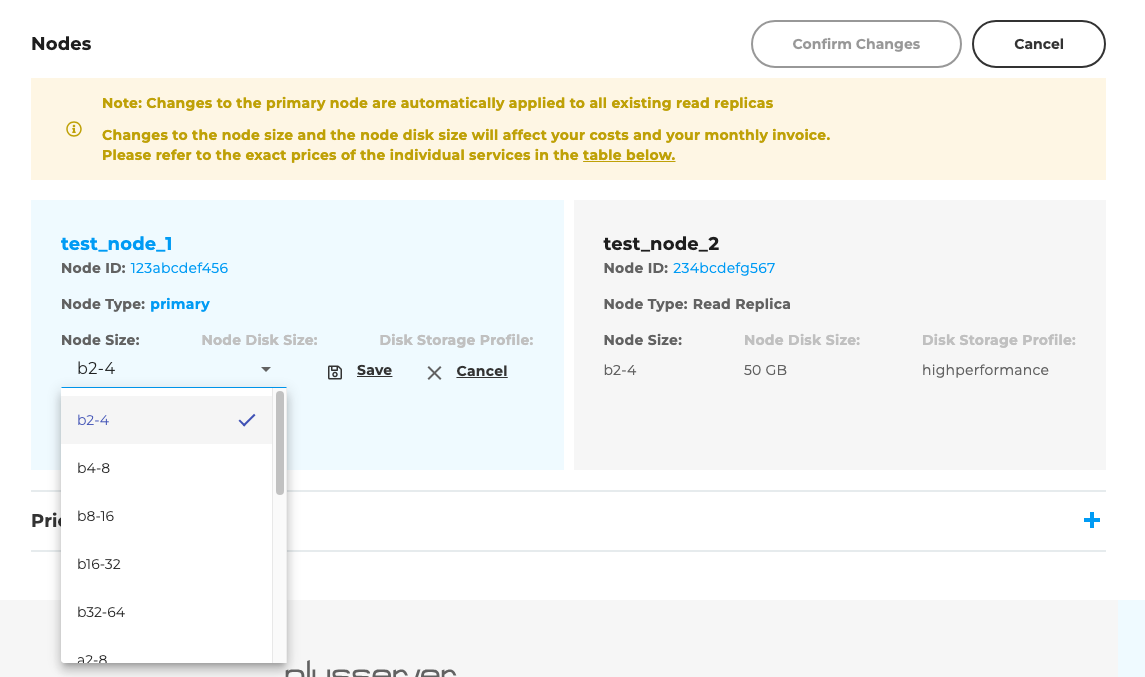 Nodes
Confirm Changes
Cancel
Note: Changes to the primary node are automatically applied to all existing read replicas
Changes to the node size and the node disk size will affect your costs and your monthly invoice.
Please refer to the exact prices of the individual services in the table below.
test_node_1
Node ID: 123abcdef456
Node Type: primary
Node Size: Node Disk Size: Disk Storage Profile:
b2-4 Save Cancel
b2-4
b4-8
b8-16
b16-32
b32-64
a2-8
test_node_2
Node ID: 234bcdefg567
Node Type: Read Replica
Node Size: Node Disk Size: Disk Storage Profile:
b2-4 50 GB highperformance
plusserver